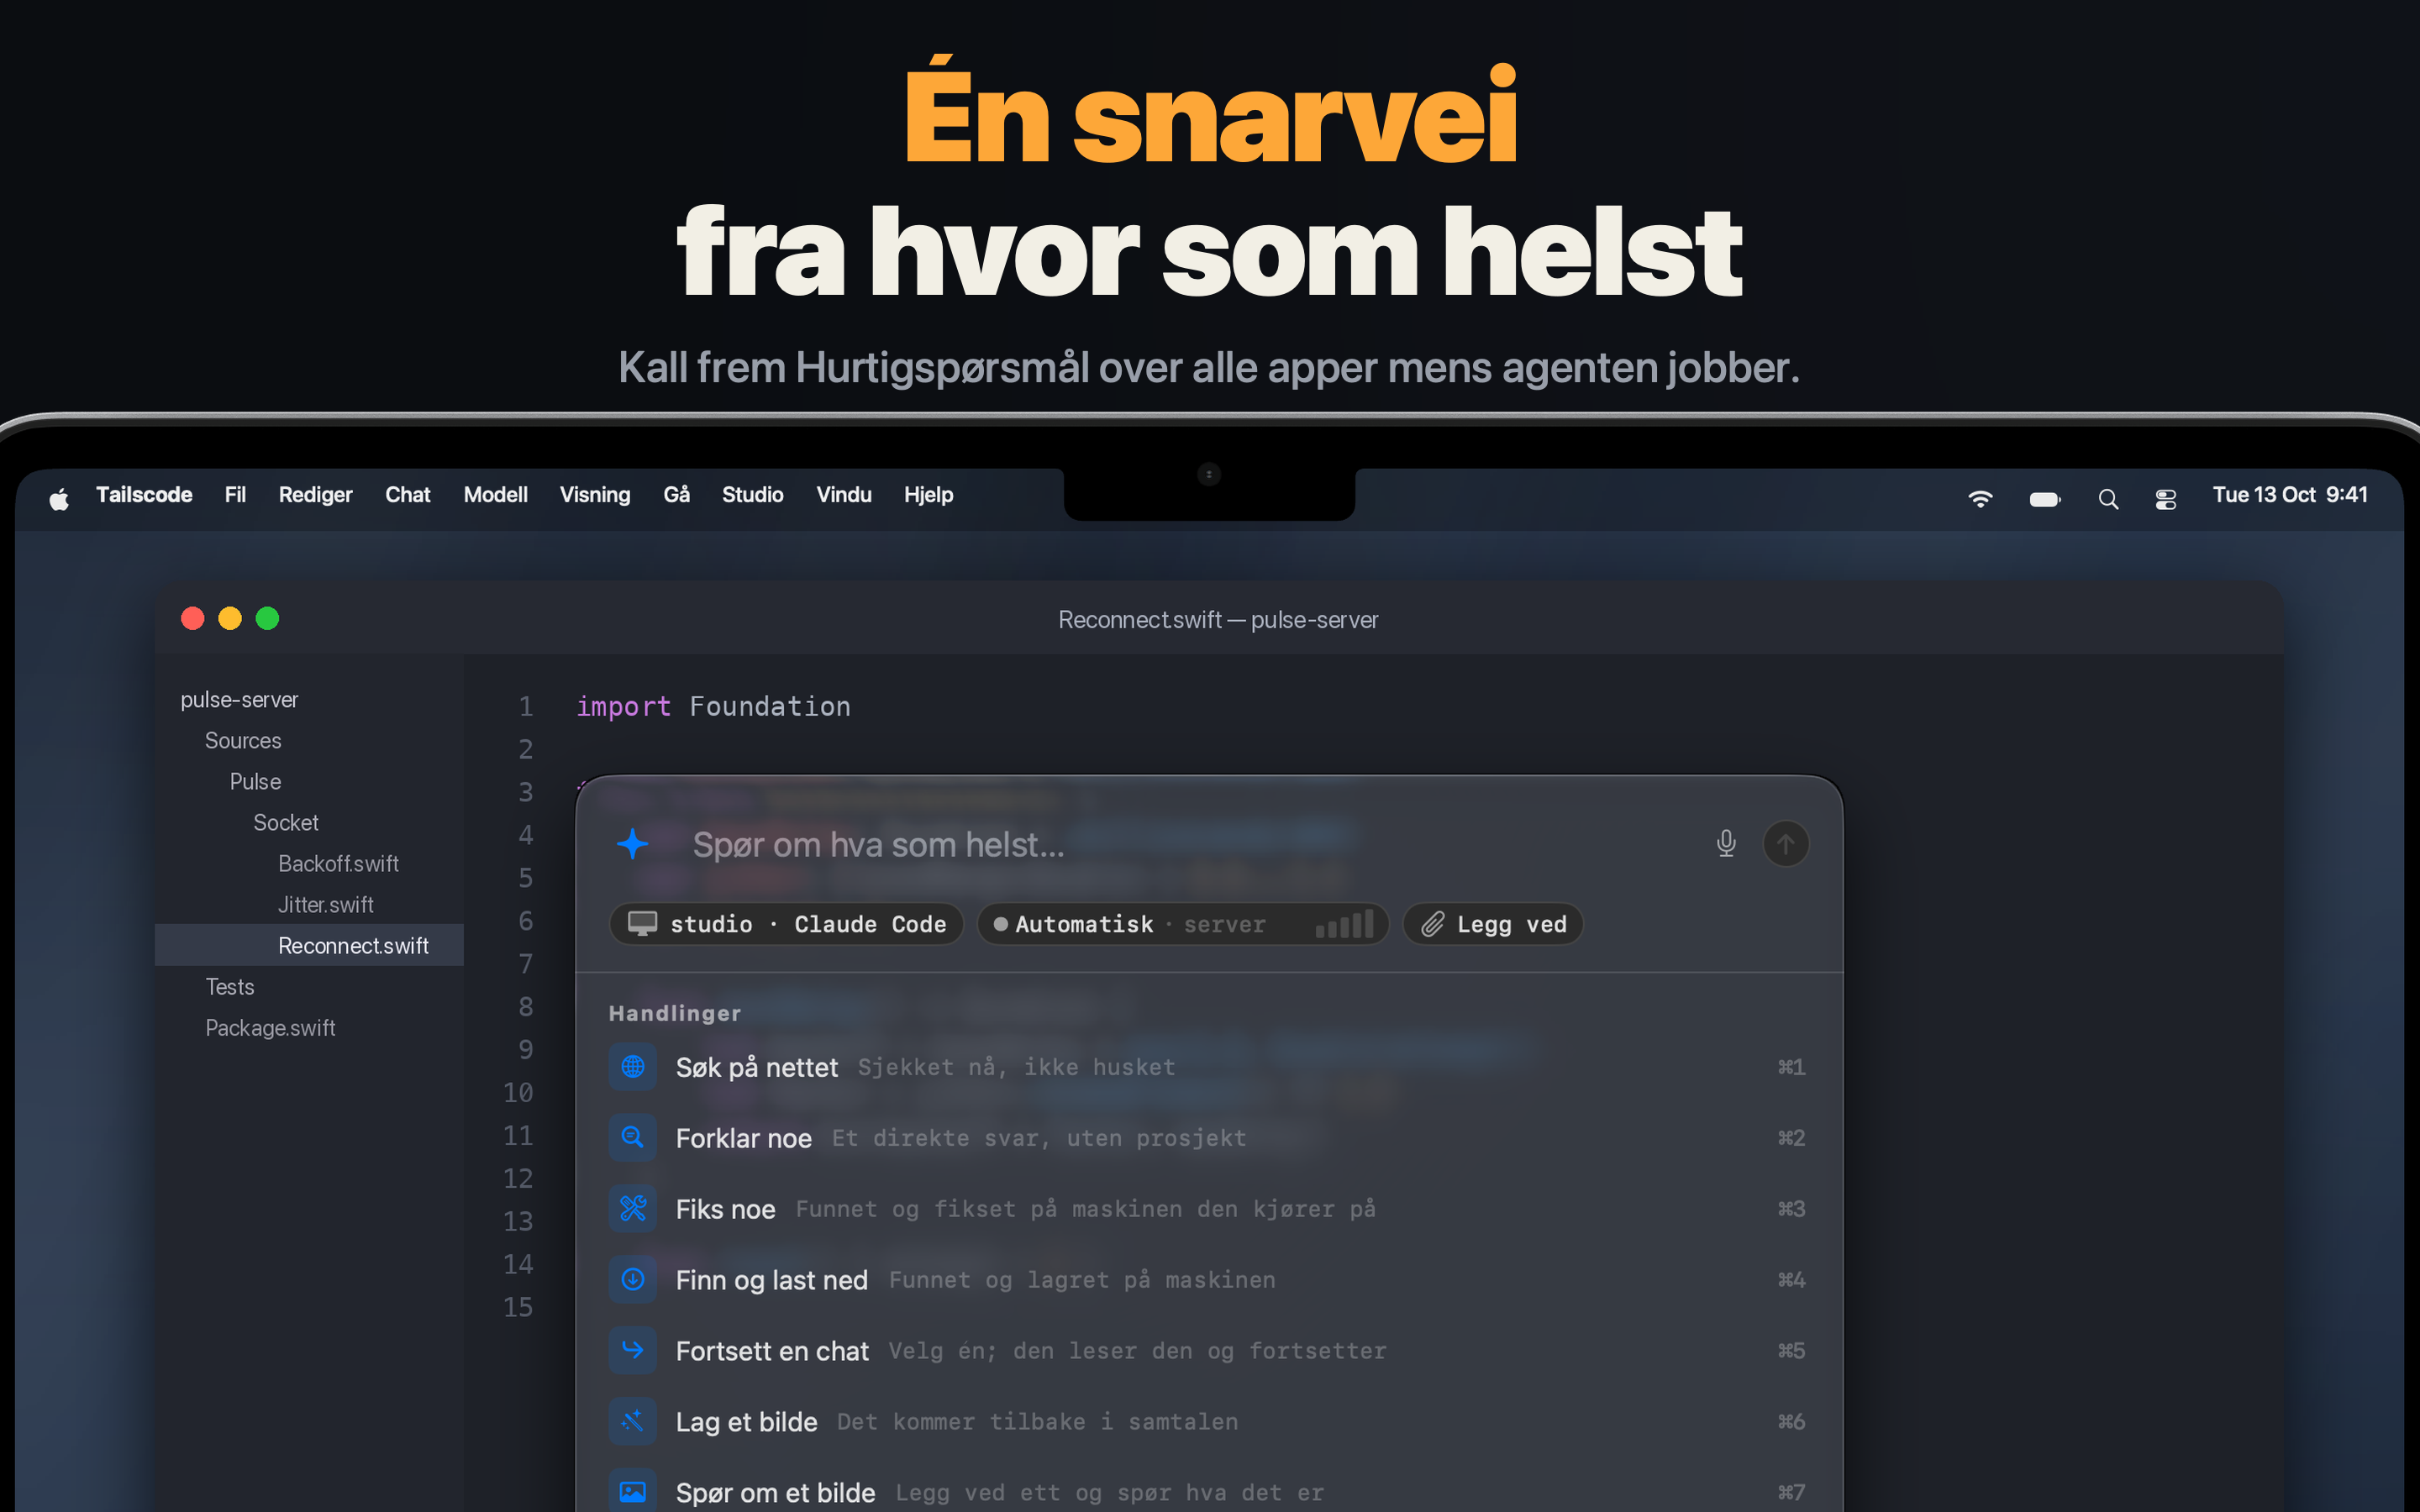 Én snarvei
fra hvor som helst
Kall frem Hurtigspørsmål over alle apper mens agenten jobber.
Tailscode Fil Rediger Chat Modell Visning Gå Studio Vindu Hjelp Tue 13 Oct 9:41
Reconnect.swift — pulse-server
pulse-server
Sources
Pulse
Socket
Backoff.swift
Jitter.swift
Reconnect.swift
Tests
Package.swift
1 import Foundation
2
3
4
5
6
7
8
9
10
11
12
13
14
15
Spør om hva som helst...
studio · Claude Code
Automatisk · server
Legg ved
Handlinger
Søk på nettet Sjekket nå, ikke husket ⌘1
Forklar noe Et direkte svar, uten prosjekt ⌘2
Fiks noe Funnet og fikset på maskinen den kjører på ⌘3
Finn og last ned Funnet og lagret på maskinen ⌘4
Fortsett en chat Velg én; den leser den og fortsetter ⌘5
Lag et bilde Det kommer tilbake i samtalen ⌘6
Spør om et bilde Legg ved ett og spør hva det er ⌘7